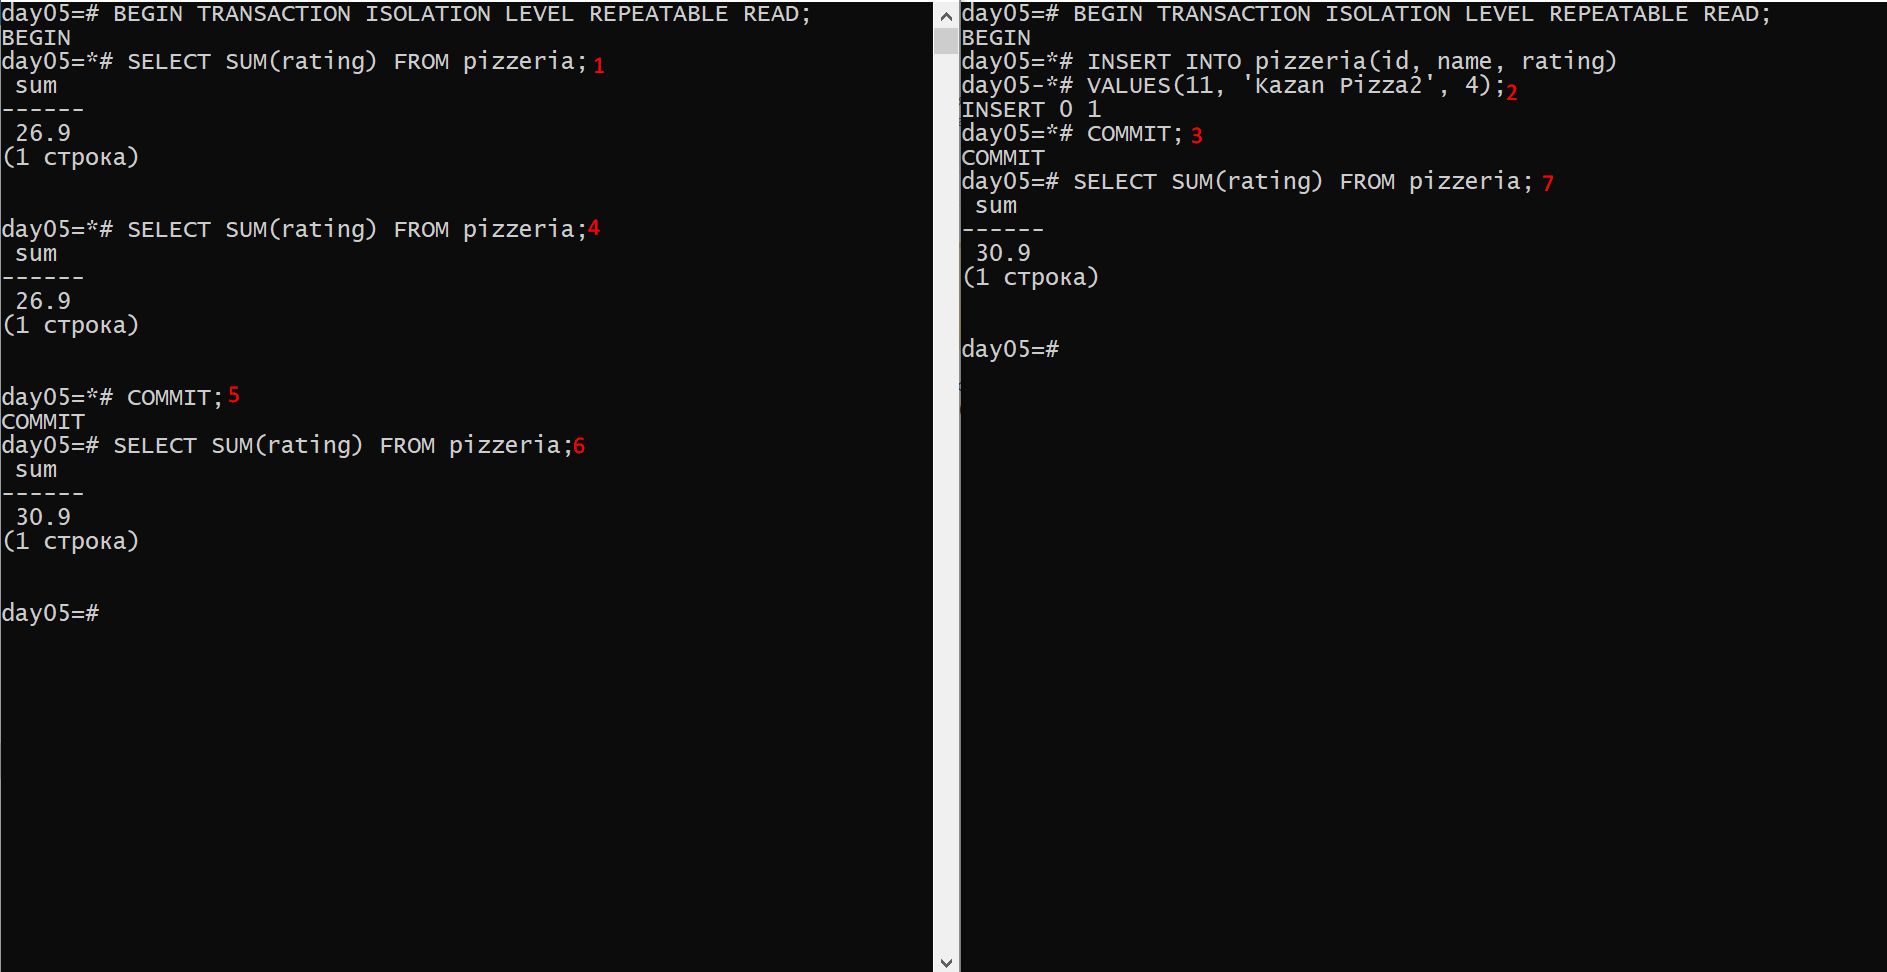 day05=# BEGIN TRANSACTION ISOLATION LEVEL REPEATABLE READ;
BEGIN
day05=*# SELECT SUM(rating) FROM pizzeria; 1
 sum
------
 26.9
(1 строка)
day05=*# SELECT SUM(rating) FROM pizzeria;4
 sum
------
 26.9
(1 строка)
day05=*# COMMIT;5
COMMIT
day05=# SELECT SUM(rating) FROM pizzeria;6
 sum
------
 30.9
(1 строка)
day05=#
day05=# BEGIN TRANSACTION ISOLATION LEVEL REPEATABLE READ;
BEGIN
day05=*# INSERT INTO pizzeria(id, name, rating)
day05-*# VALUES(11, 'Kazan Pizza2', 4);2
INSERT 0 1
day05=*# COMMIT; 3
COMMIT
day05=# SELECT SUM(rating) FROM pizzeria; 7
 sum
------
 30.9
(1 строка)
day05=#